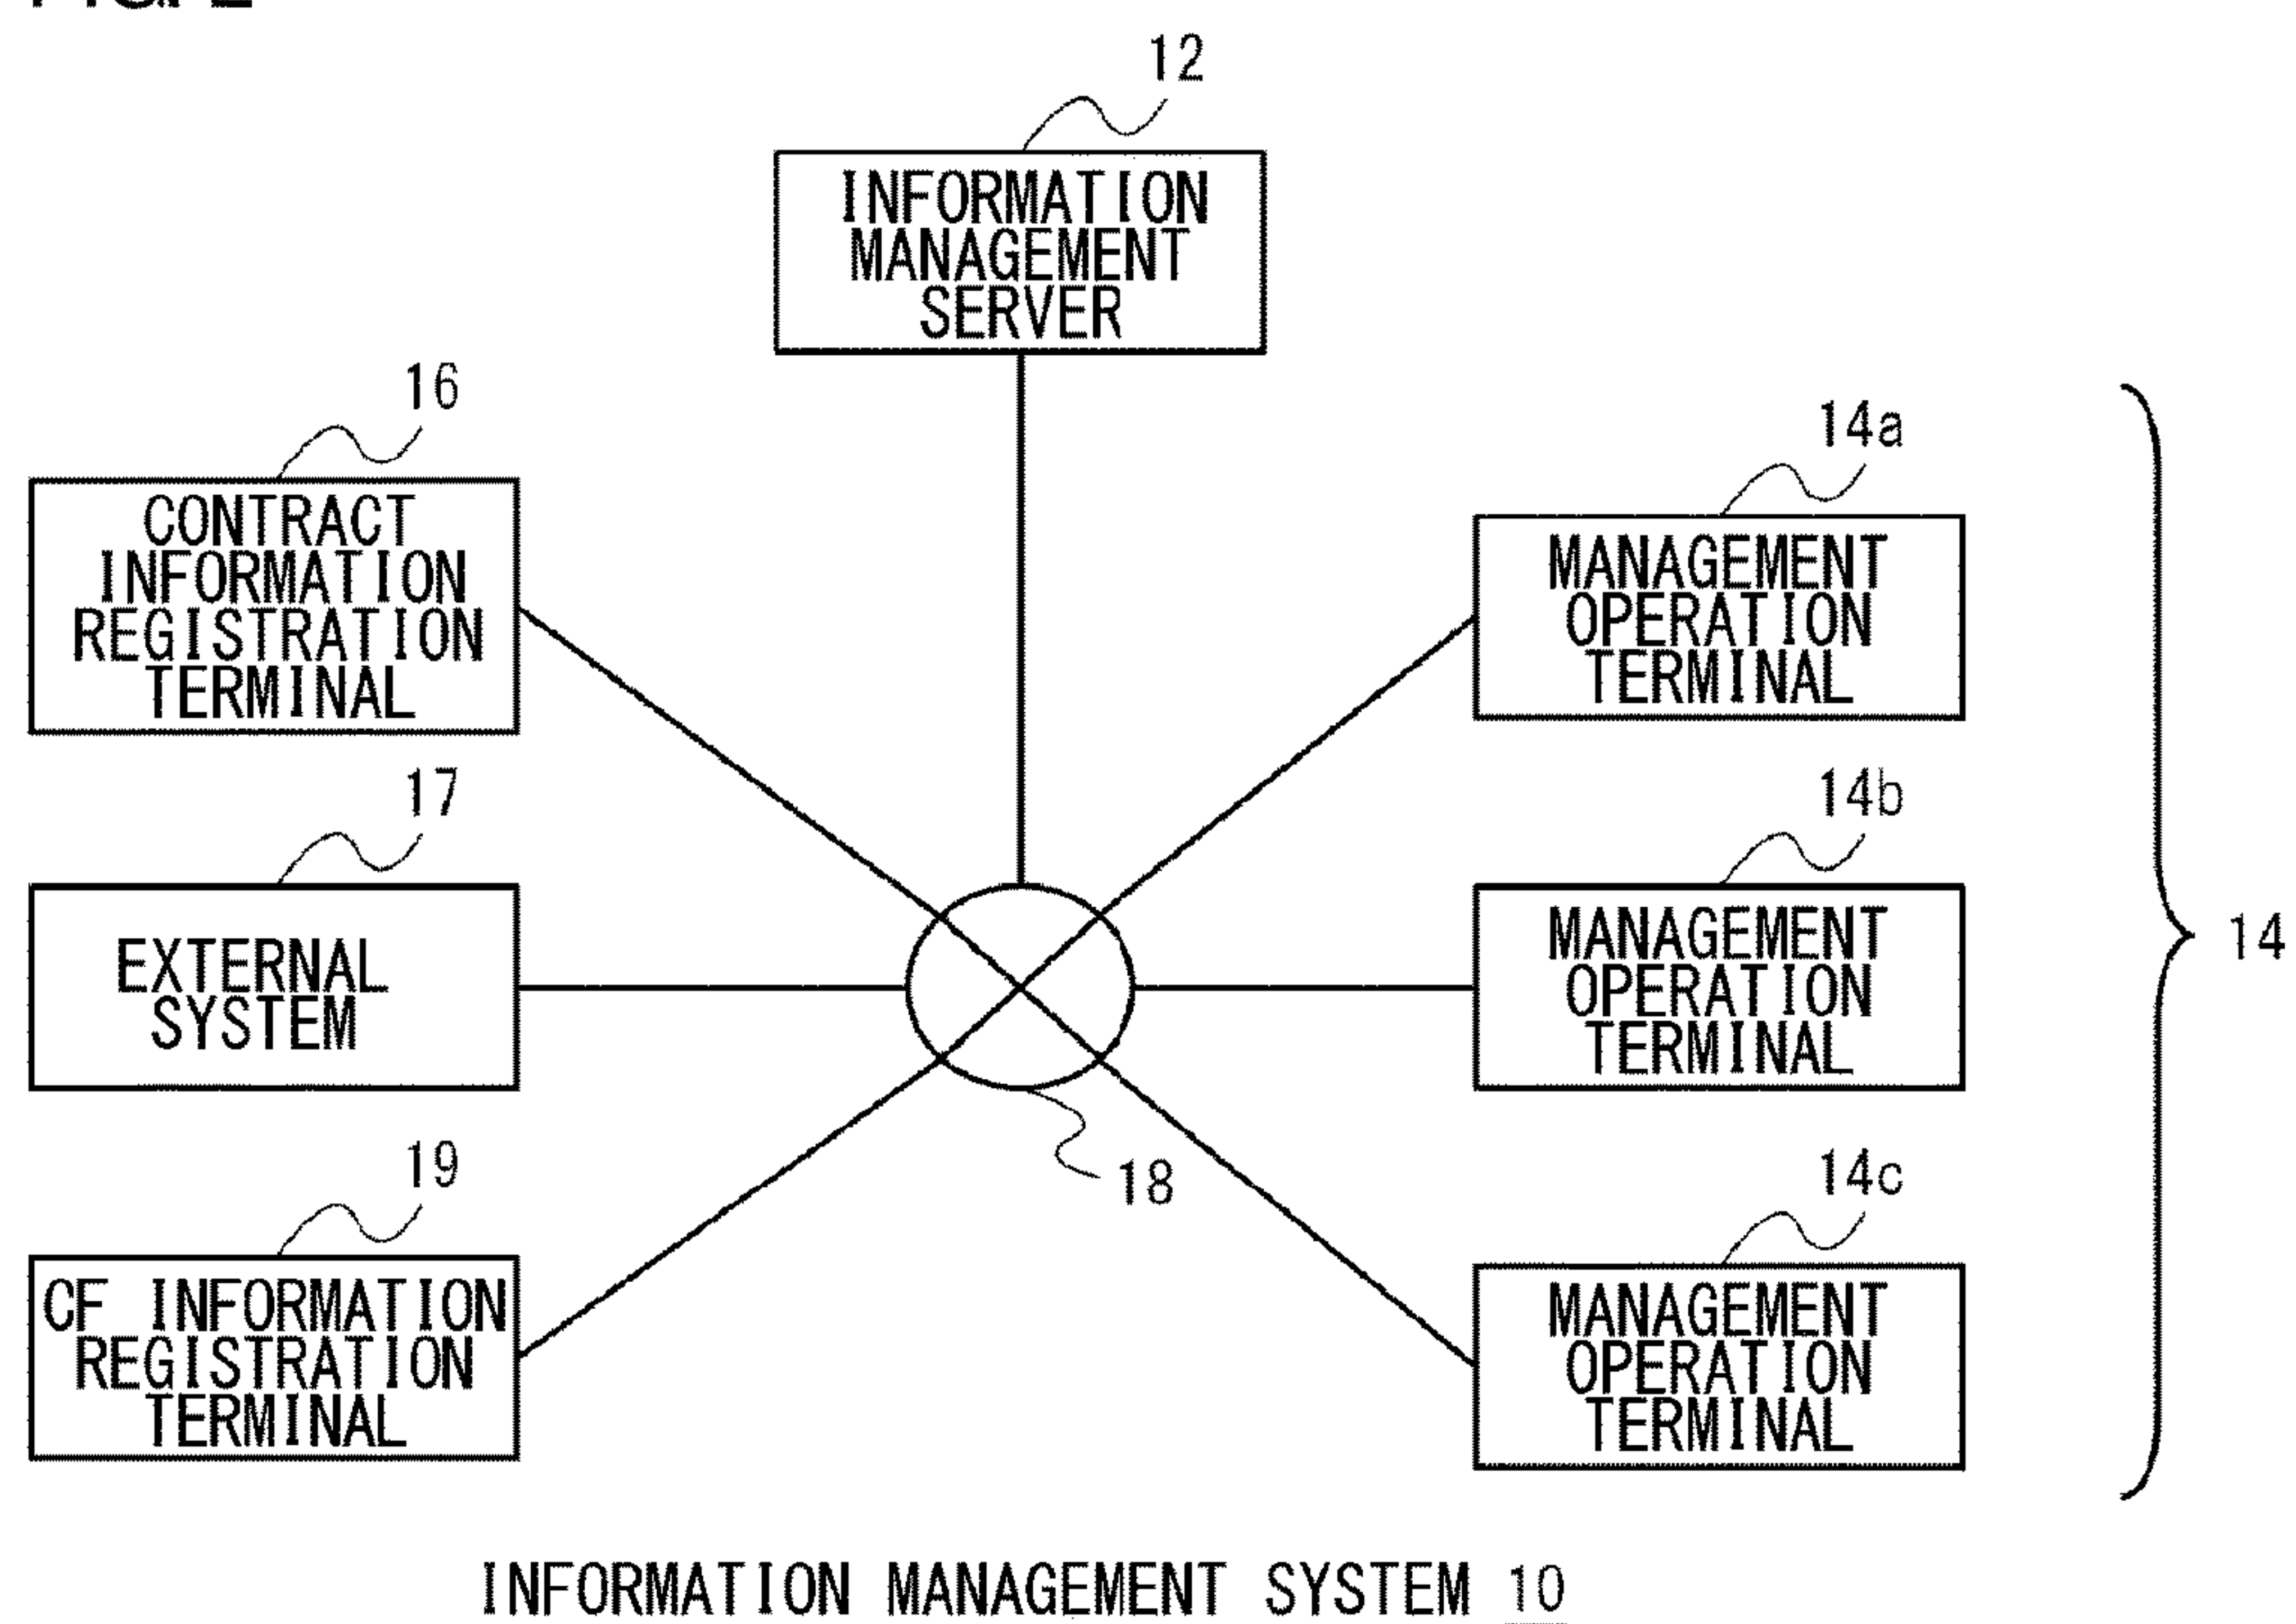 12
INFORMATION
MANAGEMENT
SERVER
16
CONTRACT
INFORMATION
REGISTRATION
TERMINAL
14a
MANAGEMENT
OPERATION
TERMINAL
17
EXTERNAL
SYSTEM
14b
MANAGEMENT
OPERATION
TERMINAL
14
18
19
CF INFORMATION
REGISTRATION
TERMINAL
14c
MANAGEMENT
OPERATION
TERMINAL
INFORMATION MANAGEMENT SYSTEM 10